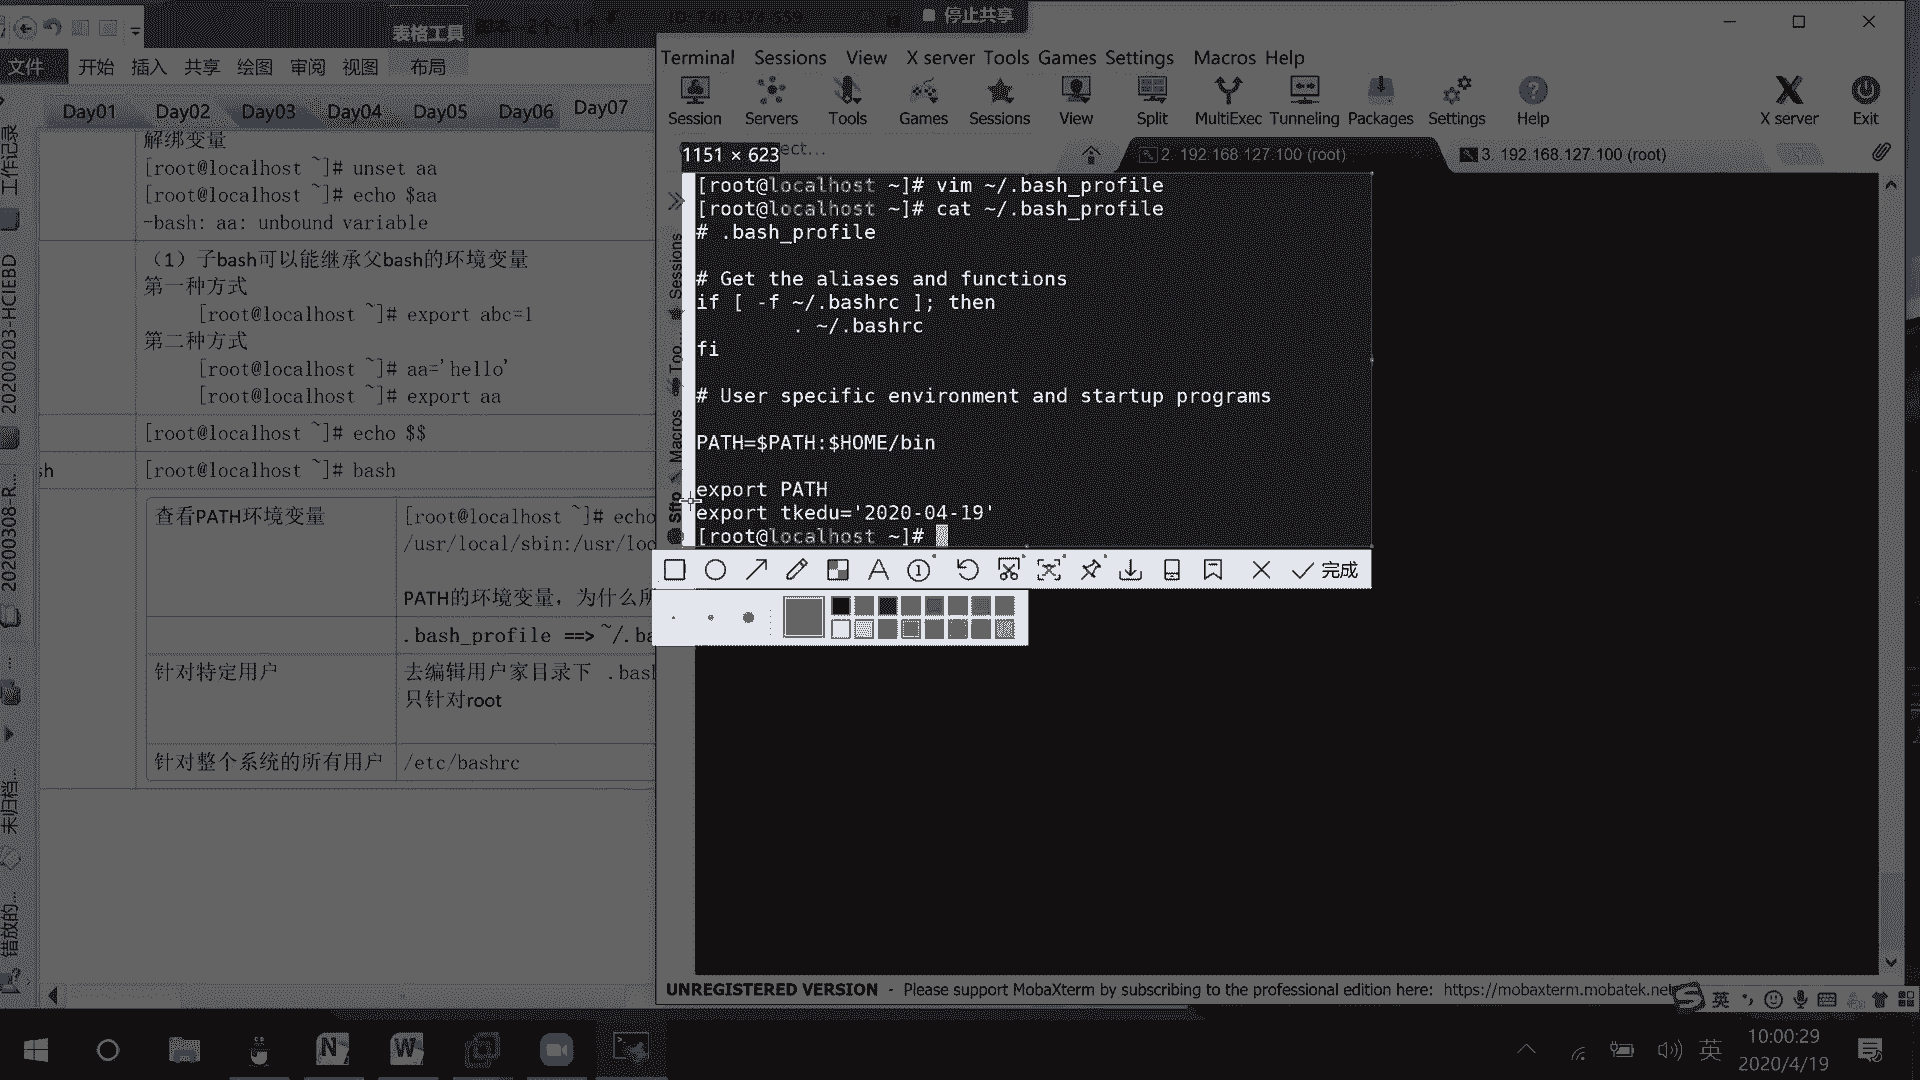 停止共享
表格工具
文件 开始 插入 共享 绘图 审阅 视图 布局
Day01 Day02 Day03 Day04 Day05 Day06 Day07
工作记录
20200203-HCIEBD
20200308-R...
...
未归档...
错放的...
解绑变量
[root@localhost ~]# unset aa
[root@localhost ~]# echo $aa
-bash: aa: unbound variable
（1）子bash可以能继承父bash的环境变量
第一种方式
[root@localhost ~]# export abc=1
第二种方式
[root@localhost ~]# aa='hello'
[root@localhost ~]# export aa
[root@localhost ~]# echo $$
sh [root@localhost ~]# bash
查看PATH环境变量 [root@localhost ~]# echo
/usr/local/sbin:/usr/loc
PATH的环境变量，为什么所
.bash_profile ==> ~/.ba
针对特定用户 去编辑用户家目录下 .bas
只针对root
针对整个系统的所有用户 /etc/bashrc
Terminal Sessions View X server Tools Games Settings Macros Help
Session Servers Tools Games Sessions View Split MultiExec Tunneling Packages Settings Help X server Exit
1151 × 623
2. 192.168.127.100 (root)
3. 192.168.127.100 (root)
Sessions
Too...
Macros
Sftp
[root@localhost ~]# vim ~/.bash_profile
[root@localhost ~]# cat ~/.bash_profile
# .bash_profile
# Get the aliases and functions
if [ -f ~/.bashrc ]; then
. ~/.bashrc
fi
# User specific environment and startup programs
PATH=$PATH:$HOME/bin
export PATH
export tkedu='2020-04-19'
[root@localhost ~]#
完成
UNREGISTERED VERSION - Please support MobaXterm by subscribing to the professional edition here: https://mobaxterm.mobatek.ne
英
英
10:00:29
2020/4/19